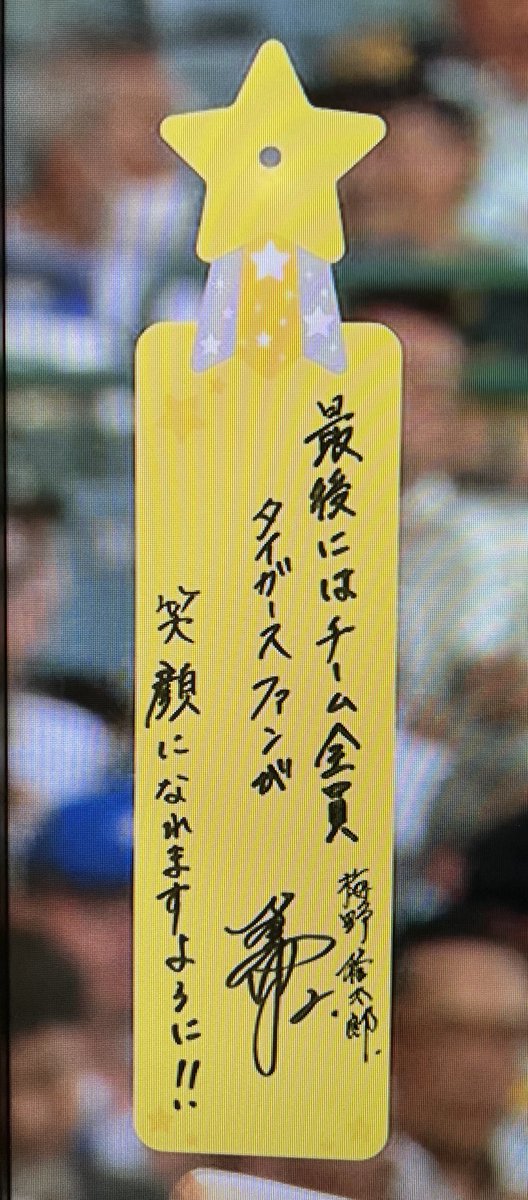 最後にはチーム全員
タイガースファンが
笑顔になれますように!!
梅野隆太郎.
2.